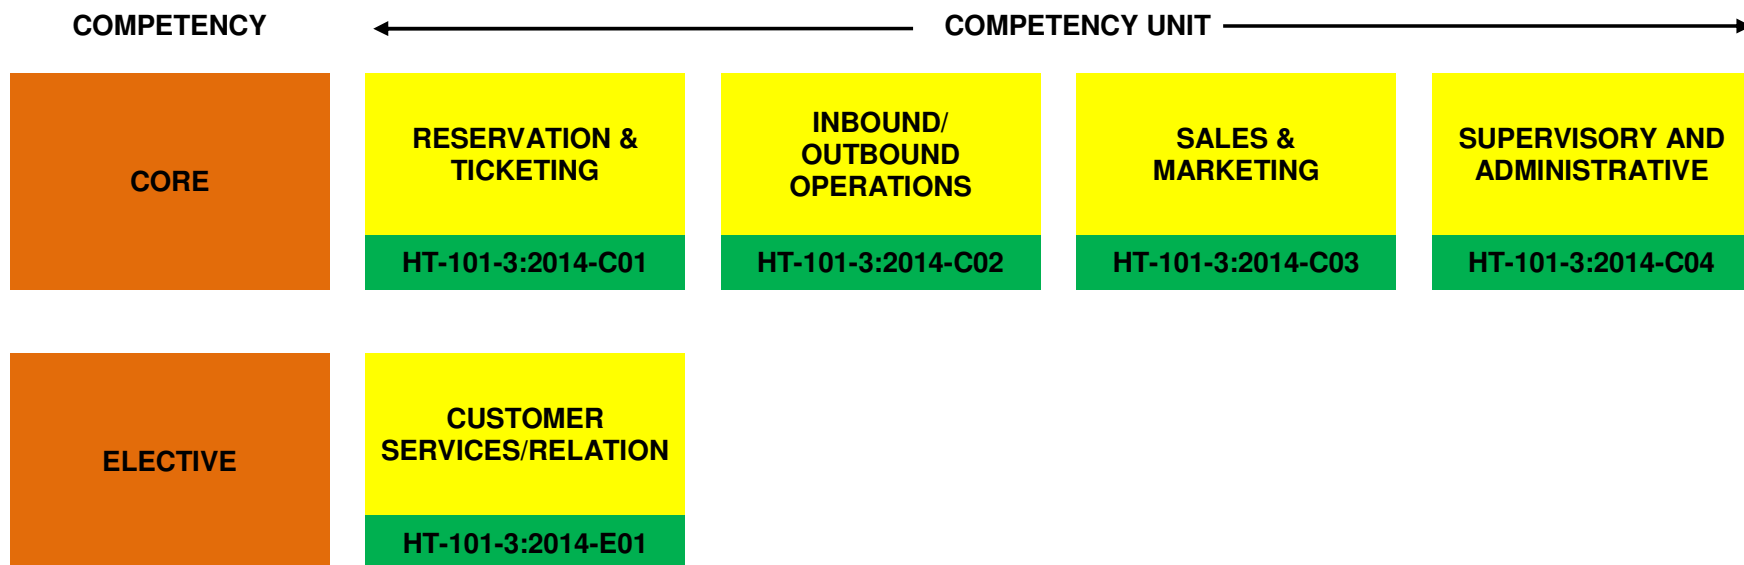 COMPETENCY
COMPETENCY UNIT
CORE
RESERVATION &
TICKETING
HT-101-3:2014-C01
INBOUND/
OUTBOUND
OPERATIONS
HT-101-3:2014-C02
SALES &
MARKETING
HT-101-3:2014-C03
SUPERVISORY AND
ADMINISTRATIVE
HT-101-3:2014-C04
ELECTIVE
CUSTOMER
SERVICES/RELATION
HT-101-3:2014-E01